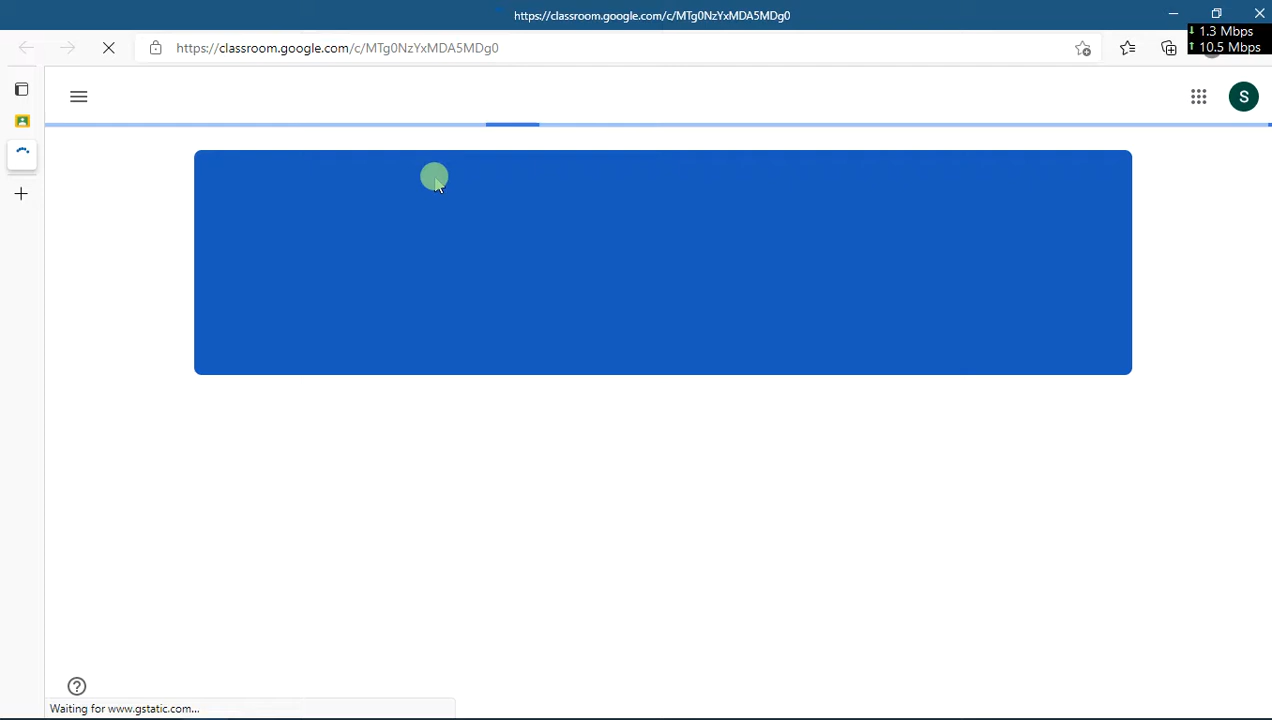 https://classroom.google.com/c/MTg0NzYxMDA5MDg0
1.3 Mbps
https://classroom.google.com/c/MTg0NzYxMDA5MDg0
10.5 Mbps
S
Waiting for www.gstatic.com...